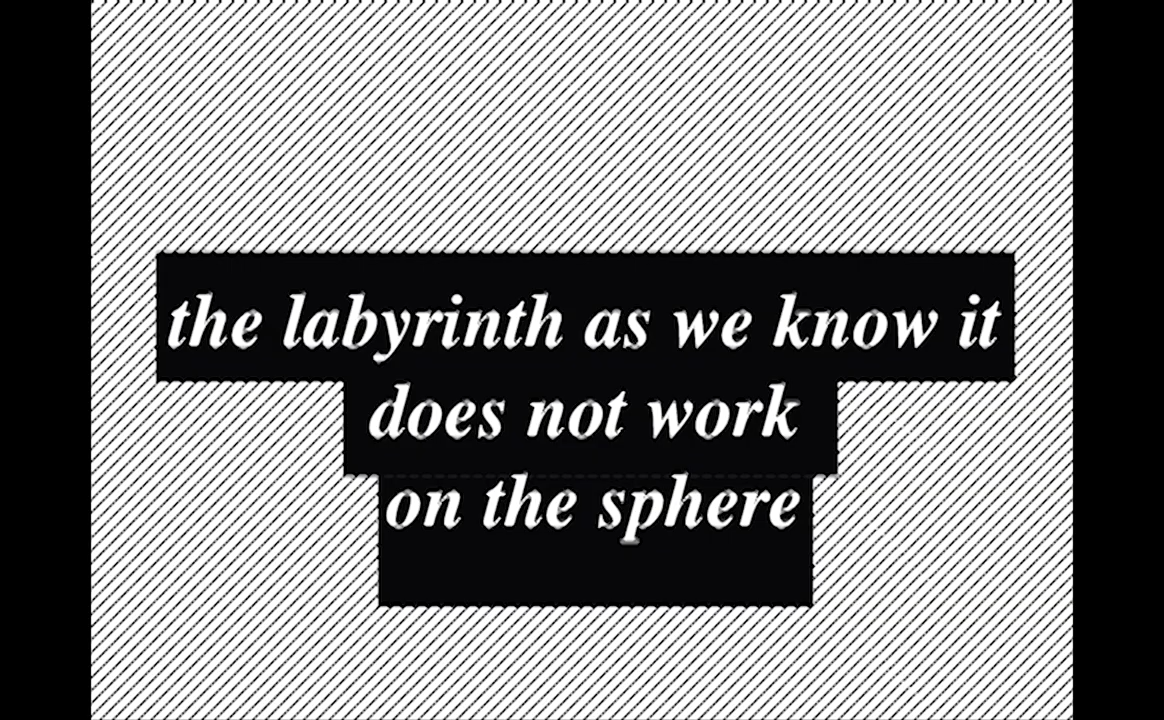 the labyrinth as we know it
does not work
on the sphere